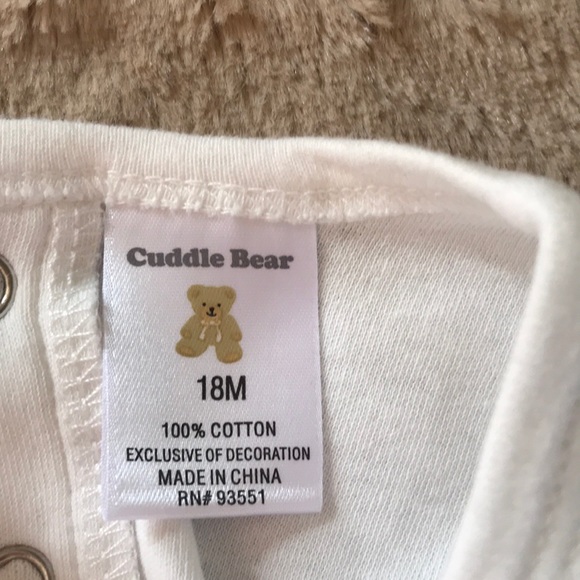 Cuddle Bear
18M
100% COTTON
EXCLUSIVE OF DECORATION
MADE IN CHINA
RN# 93551